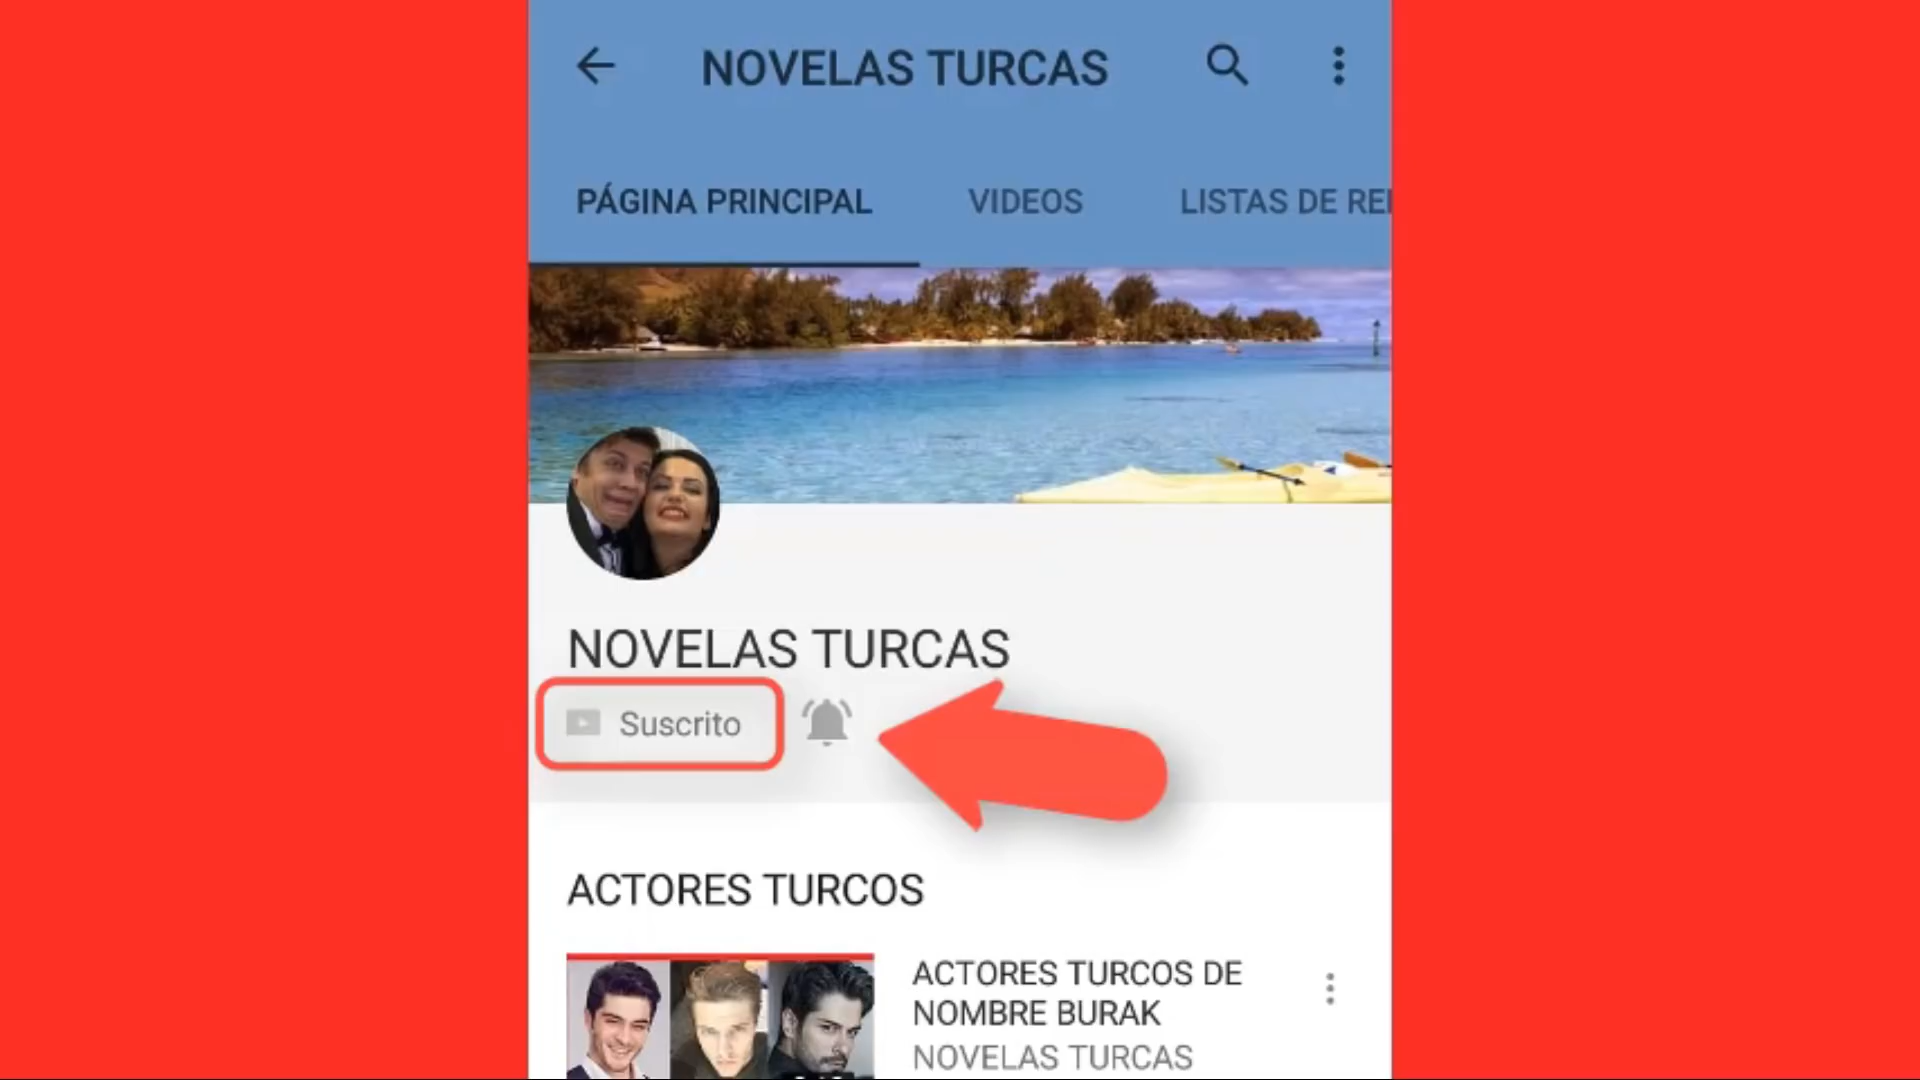 NOVELAS TURCAS
PÁGINA PRINCIPAL VIDEOS LISTAS DE
NOVELAS TURCAS
Suscrito
ACTORES TURCOS
ACTORES TURCOS DE
NOMBRE BURAK
NOVELAS TURCAS